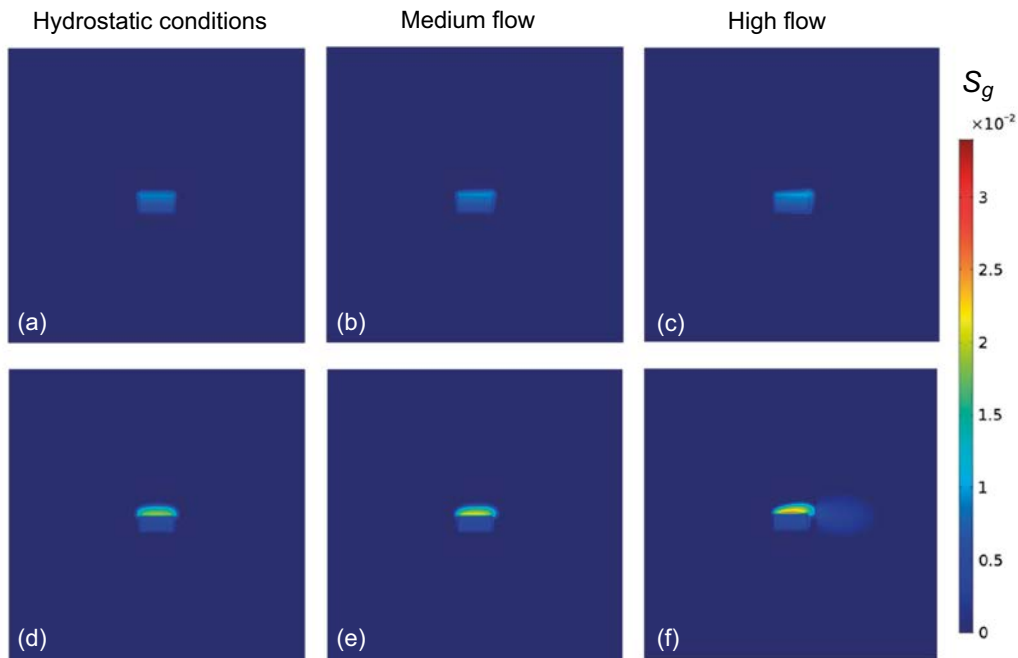 Hydrostatic conditions
Medium flow
High flow
S_g
×10⁻²
3
2.5
2
1.5
1
0.5
0
(a)
(b)
(c)
(d)
(e)
(f)